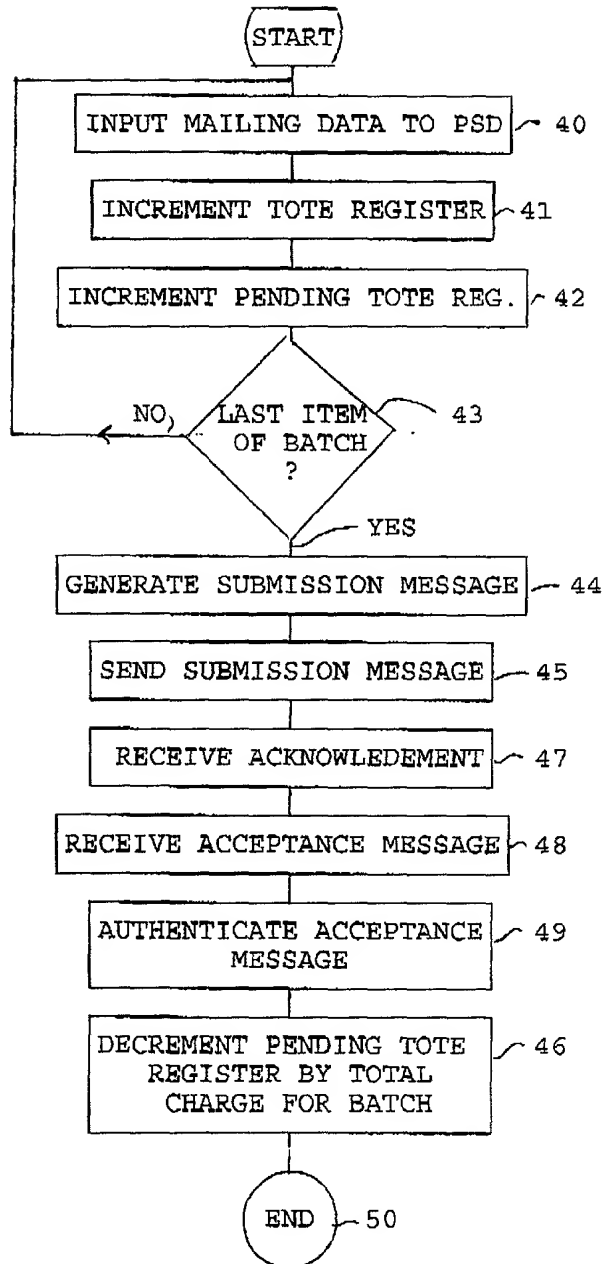 START
INPUT MAILING DATA TO PSD 40
INCREMENT TOTE REGISTER 41
INCREMENT PENDING TOTE REG. 42
NO
LAST ITEM 43
OF BATCH
?
YES
GENERATE SUBMISSION MESSAGE 44
SEND SUBMISSION MESSAGE 45
RECEIVE ACKNOWLEDEMENT 47
RECEIVE ACCEPTANCE MESSAGE 48
AUTHENTICATE ACCEPTANCE 49
MESSAGE
DECREMENT PENDING TOTE 46
REGISTER BY TOTAL
CHARGE FOR BATCH
END 50